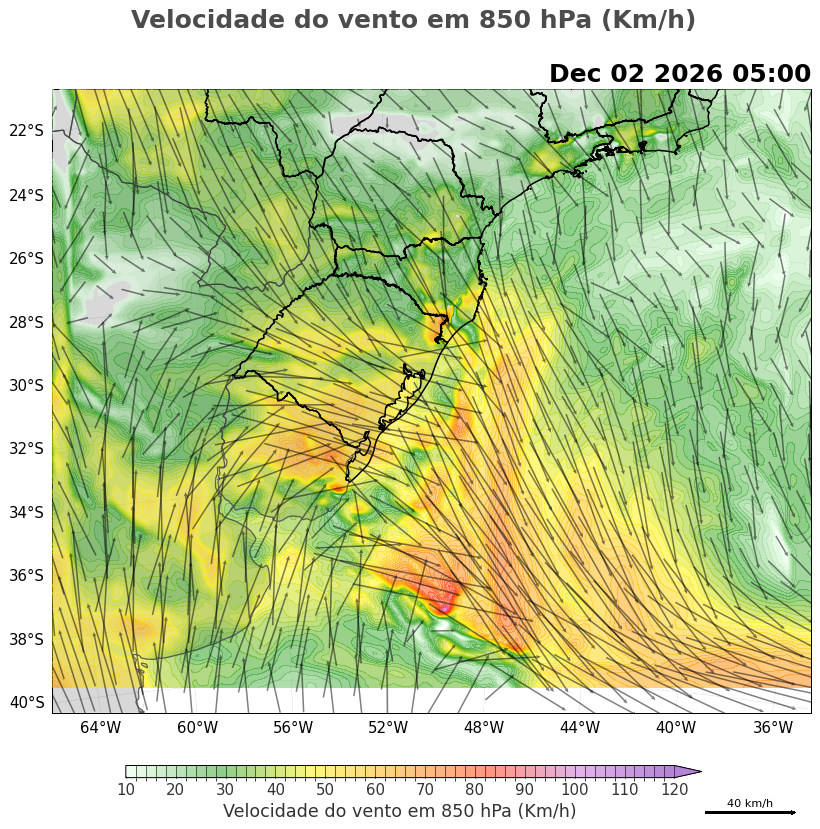 Velocidade do vento em 850 hPa (Km/h)
Dec 02 2026 05:00
22°S
24°S
26°S
28°S
30°S
32°S
34°S
36°S
38°S
40°S
64°W 60°W 56°W 52°W 48°W 44°W 40°W 36°W
10 20 30 40 50 60 70 80 90 100 110 120
Velocidade do vento em 850 hPa (Km/h)
40 km/h